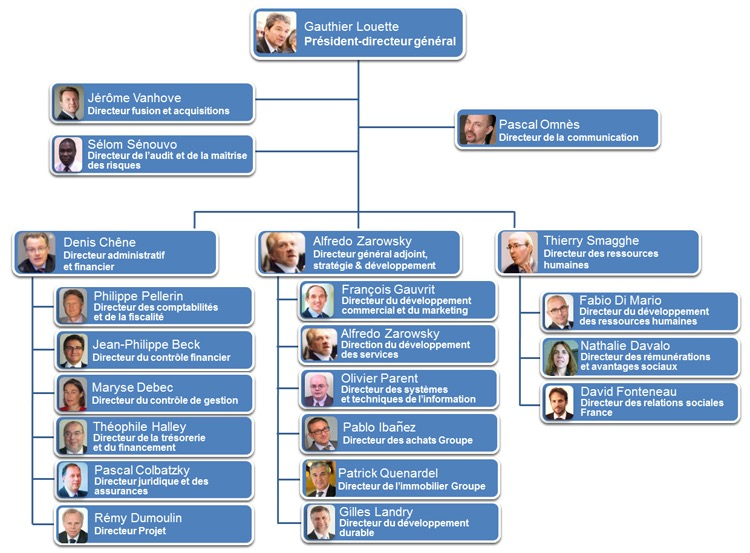 Gauthier Louette
Président-directeur général
Jérôme Vanhove
Directeur fusion et acquisitions
Pascal Omnès
Directeur de la communication
Sélom Sénouvo
Directeur de l'audit et de la maîtrise
des risques
Denis Chêne
Directeur administratif
et financier
Philippe Pellerin
Directeur des comptabilités
et de la fiscalité
Jean-Philippe Beck
Directeur du contrôle financier
Maryse Debec
Directeur du contrôle de gestion
Théophile Halley
Directeur de la trésorerie
et du financement
Pascal Colbatzky
Directeur juridique et des
assurances
Rémy Dumoulin
Directeur Projet
Alfredo Zarowsky
Directeur général adjoint,
stratégie & développement
François Gauvrit
Directeur du développement
commercial et du marketing
Alfredo Zarowsky
Direction du développement
des services
Olivier Parent
Directeur des systèmes
et techniques de l'information
Pablo Ibañez
Directeur des achats Groupe
Patrick Quenardel
Directeur de l'immobilier Groupe
Gilles Landry
Directeur du développement
durable
Thierry Smagghe
Directeur des ressources
humaines
Fabio Di Mario
Directeur du développement
des ressources humaines
Nathalie Davalo
Directeur des rémunérations
et avantages sociaux
David Fonteneau
Directeur des relations sociales
France